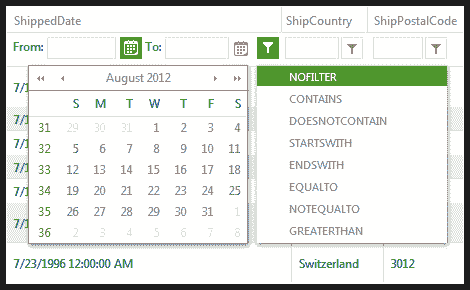 ShippedDate ShipCountry ShipPostalCode
From: To:
August 2012 NOFILTER
S M T W T F S CONTAINS
31 29 30 31 1 2 3 4 DOESNOTCONTAIN
32 5 6 7 8 9 10 11 STARTSWITH
33 12 13 14 15 16 17 18 ENDSWITH
34 19 20 21 22 23 24 25 EQUALTO
35 26 27 28 29 30 31 1 NOTEQUALTO
36 2 3 4 5 6 7 8 GREATERTHAN
7/23/1996 12:00:00 AM Switzerland 3012